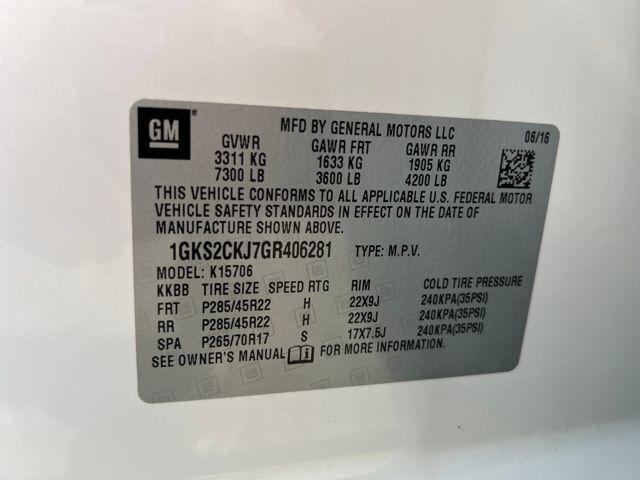 GM
MFD BY GENERAL MOTORS LLC 06/16
GVWR GAWR FRT GAWR RR
3311 KG 1633 KG 1905 KG
7300 LB 3600 LB 4200 LB
THIS VEHICLE CONFORMS TO ALL APPLICABLE U.S. FEDERAL MOTOR
VEHICLE SAFETY STANDARDS IN EFFECT ON THE DATE OF
MANUFACTURE SHOWN ABOVE.
1GKS2CKJ7GR406281 TYPE: M.P.V.
MODEL: K15706
KKBB TIRE SIZE SPEED RTG RIM COLD TIRE PRESSURE
FRT P285/45R22 H 22X9J 240KPA(35PSI)
RR P285/45R22 H 22X9J 240KPA(35PSI)
SPA P265/70R17 S 17X7.5J 240KPA(35PSI)
SEE OWNER'S MANUAL FOR MORE INFORMATION.